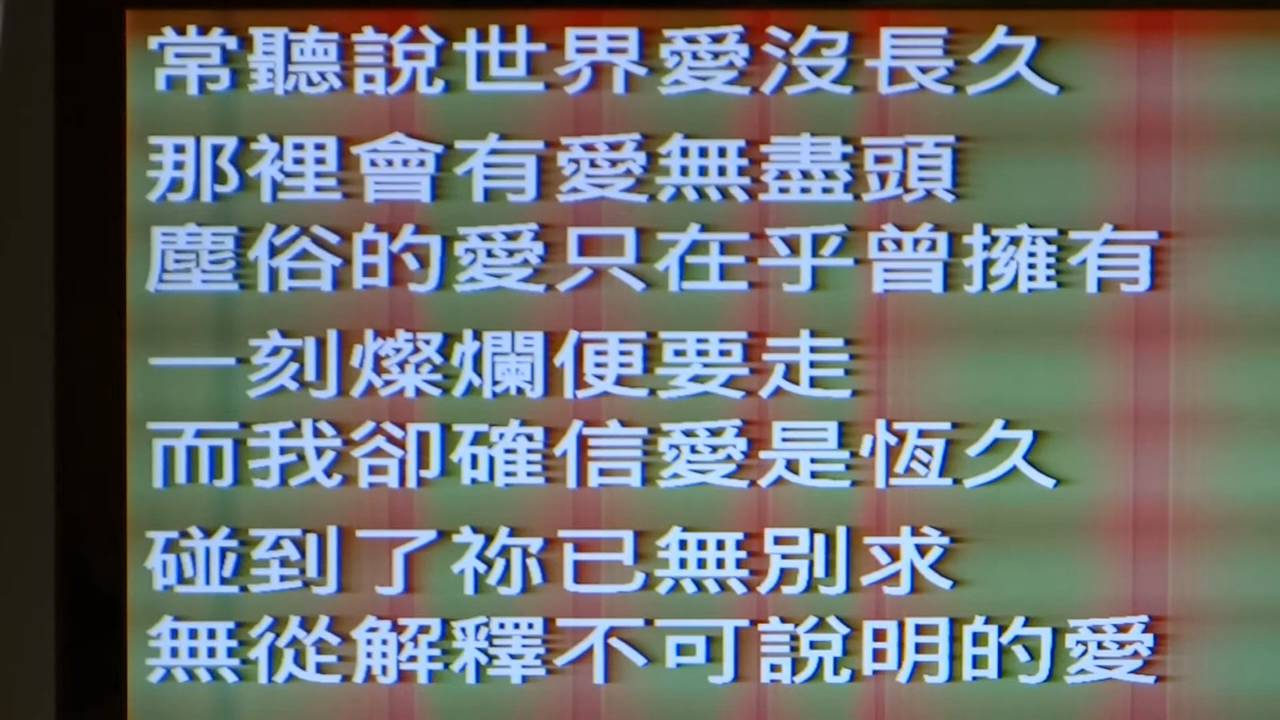 常聽說世界愛沒長久
那裡會有愛無盡頭
塵俗的愛只在乎曾擁有
一刻燦爛便要走
而我卻確信愛是恆久
碰到了祢已無別求
無從解釋不可說明的愛